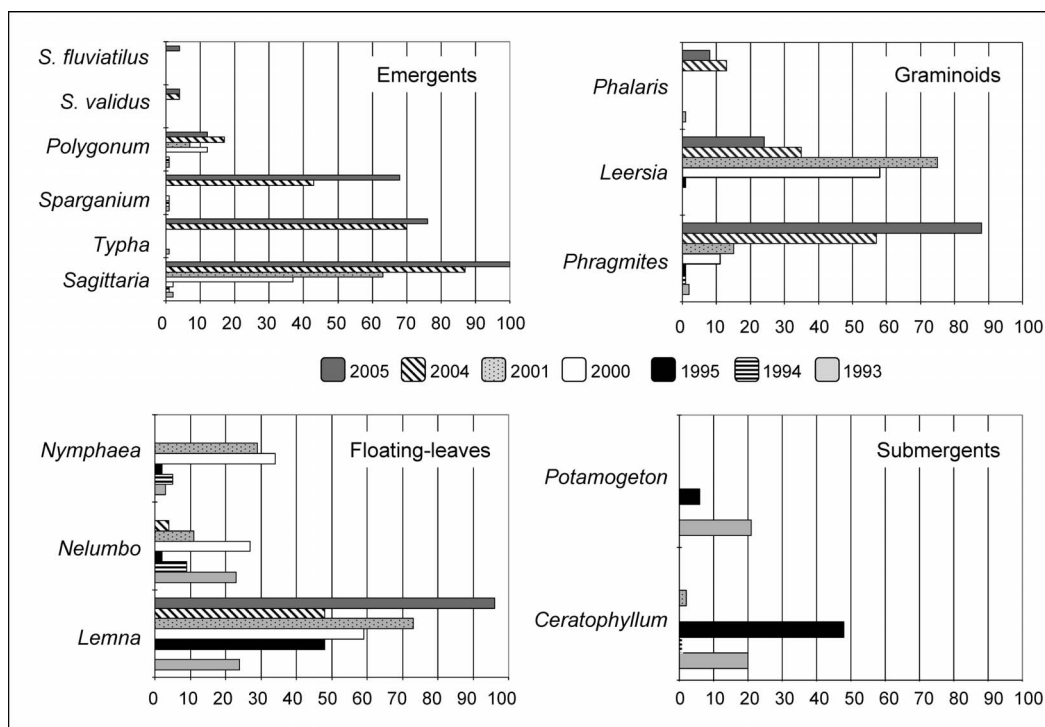 S. fluviatilus
Emergents
S. validus
Polygonum
Sparganium
Typha
Sagittaria
0 10 20 30 40 50 60 70 80 90 100
Graminoids
Phalaris
Leersia
Phragmites
0 10 20 30 40 50 60 70 80 90 100
2005 2004 2001 2000 1995 1994 1993
Nymphaea
Floating-leaves
Nelumbo
Lemna
0 10 20 30 40 50 60 70 80 90 100
Submergents
Potamogeton
Ceratophyllum
0 10 20 30 40 50 60 70 80 90 100